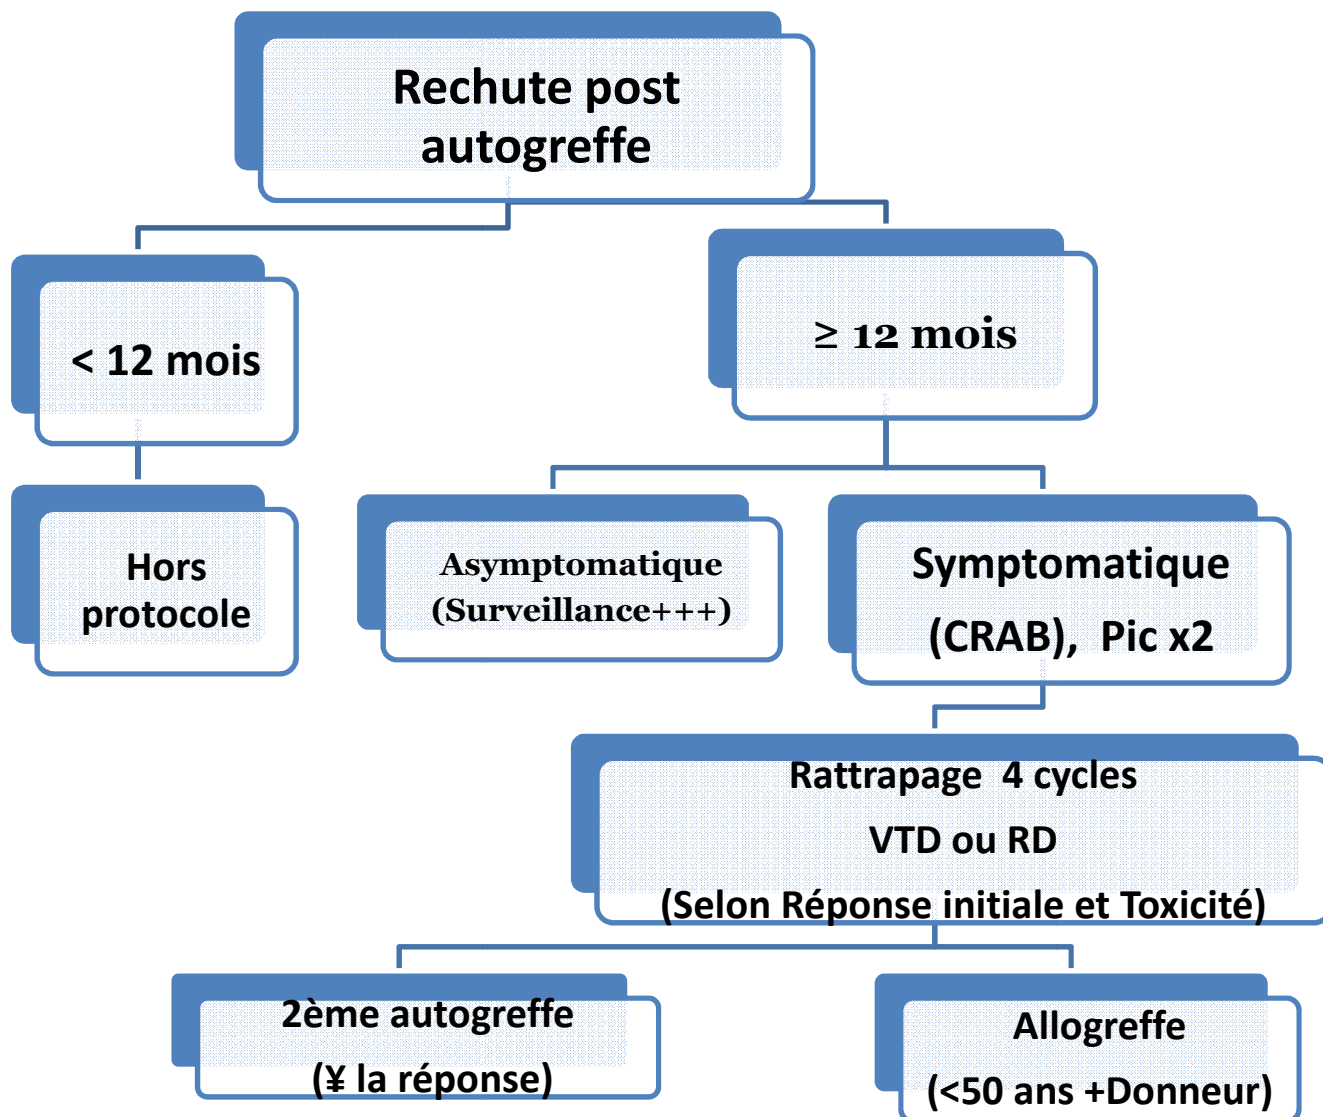 Rechute post
autogreffe
< 12 mois
≥ 12 mois
Hors
protocole
Asymptomatique
(Surveillance+++)
Symptomatique
(CRAB), Pic x2
Rattrapage 4 cycles
VTD ou RD
(Selon Réponse initiale et Toxicité)
2ème autogreffe
(¥ la réponse)
Allogreffe
(<50 ans +Donneur)